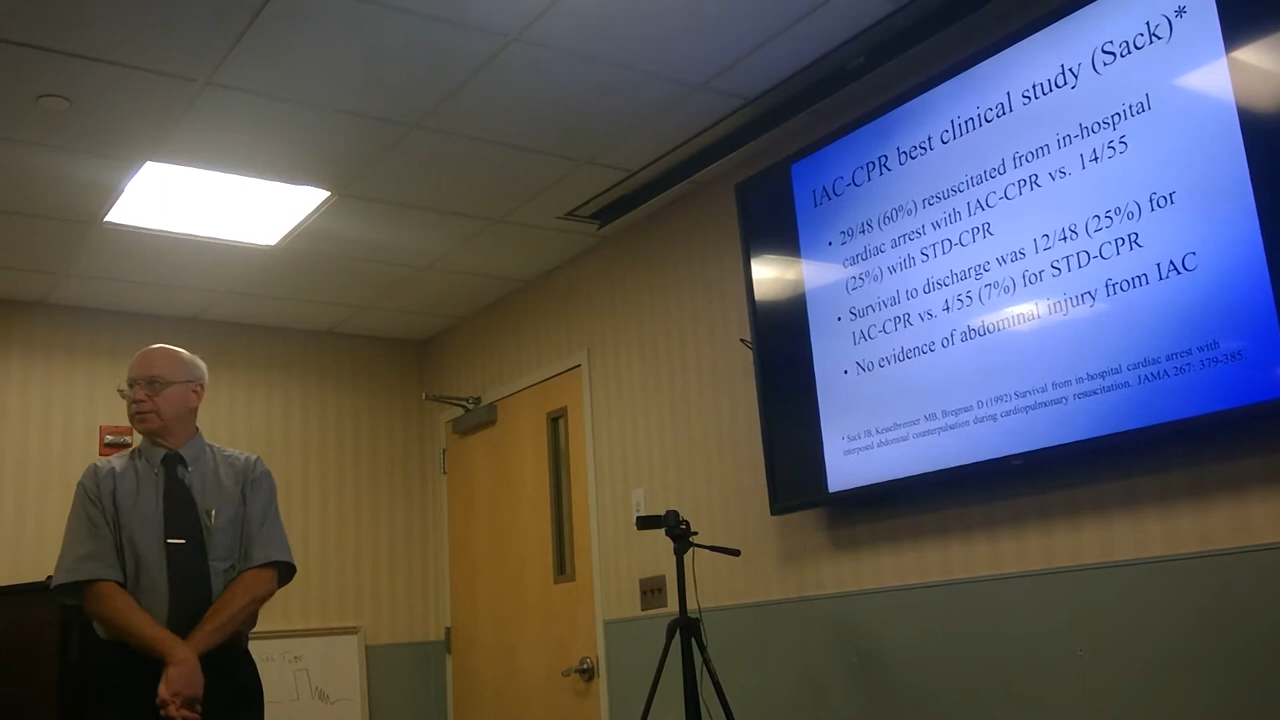 IAC-CPR best clinical study (Sack)*
• 29/48 (60%) resuscitated from in-hospital
cardiac arrest with IAC-CPR vs. 14/55
(25%) with STD-CPR
• Survival to discharge was 12/48 (25%) for
IAC-CPR vs. 4/55 (7%) for STD-CPR
• No evidence of abdominal injury from IAC
* Sack JB, Kesselbrenner MB, Bregman D (1992) Survival from in-hospital cardiac arrest with
interposed abdominal counterpulsation during cardiopulmonary resuscitation. JAMA 267: 379-385.